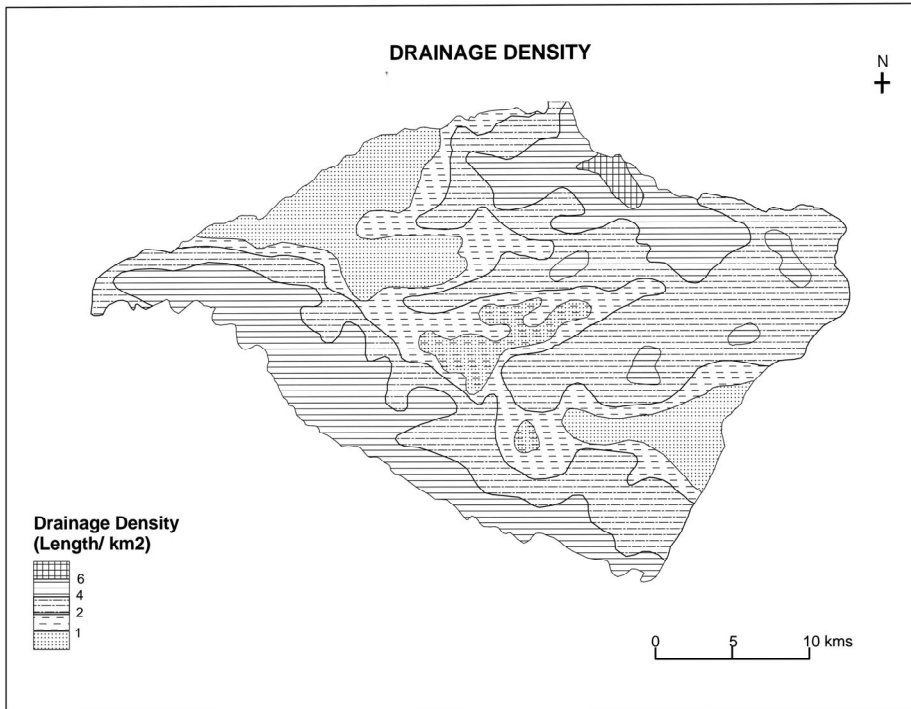 DRAINAGE DENSITY
N
Drainage Density
(Length/ km2)
6
4
2
1
0 5 10 kms